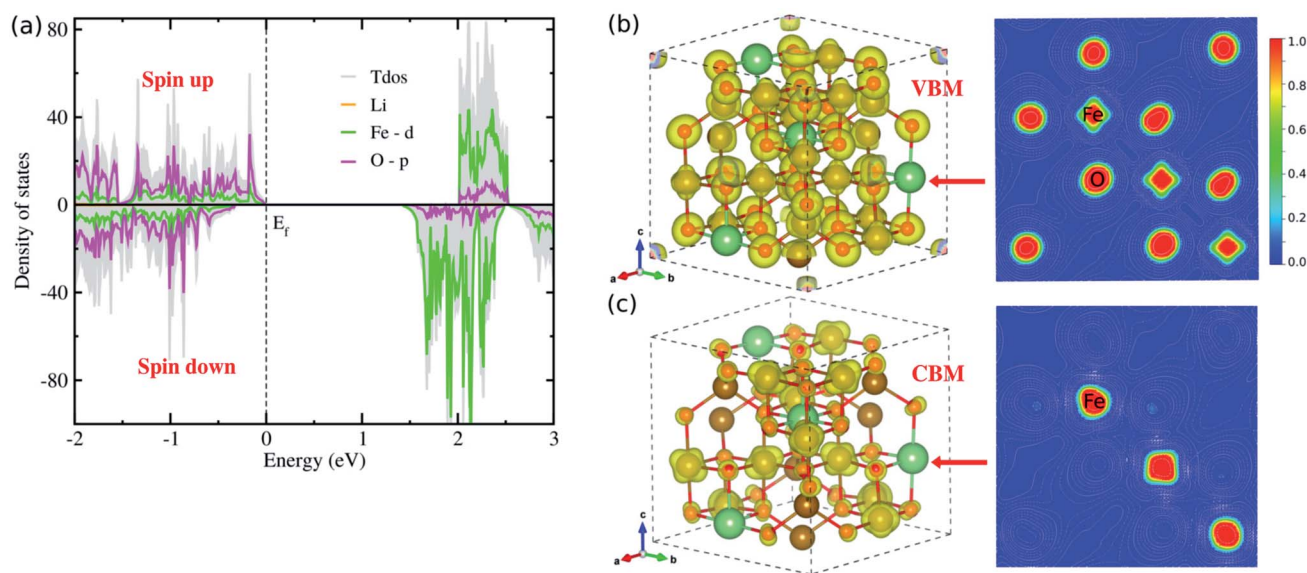 (a)
Density of states
80
40
0
-40
-80
Spin up
Spin down
Tdos
Li
Fe - d
O - p
E_f
-2
-1
0
1
2
3
Energy (eV)
(b)
VBM
c
a
b
Fe
O
1.0
0.8
0.6
0.4
0.2
0.0
(c)
CBM
c
a
b
Fe